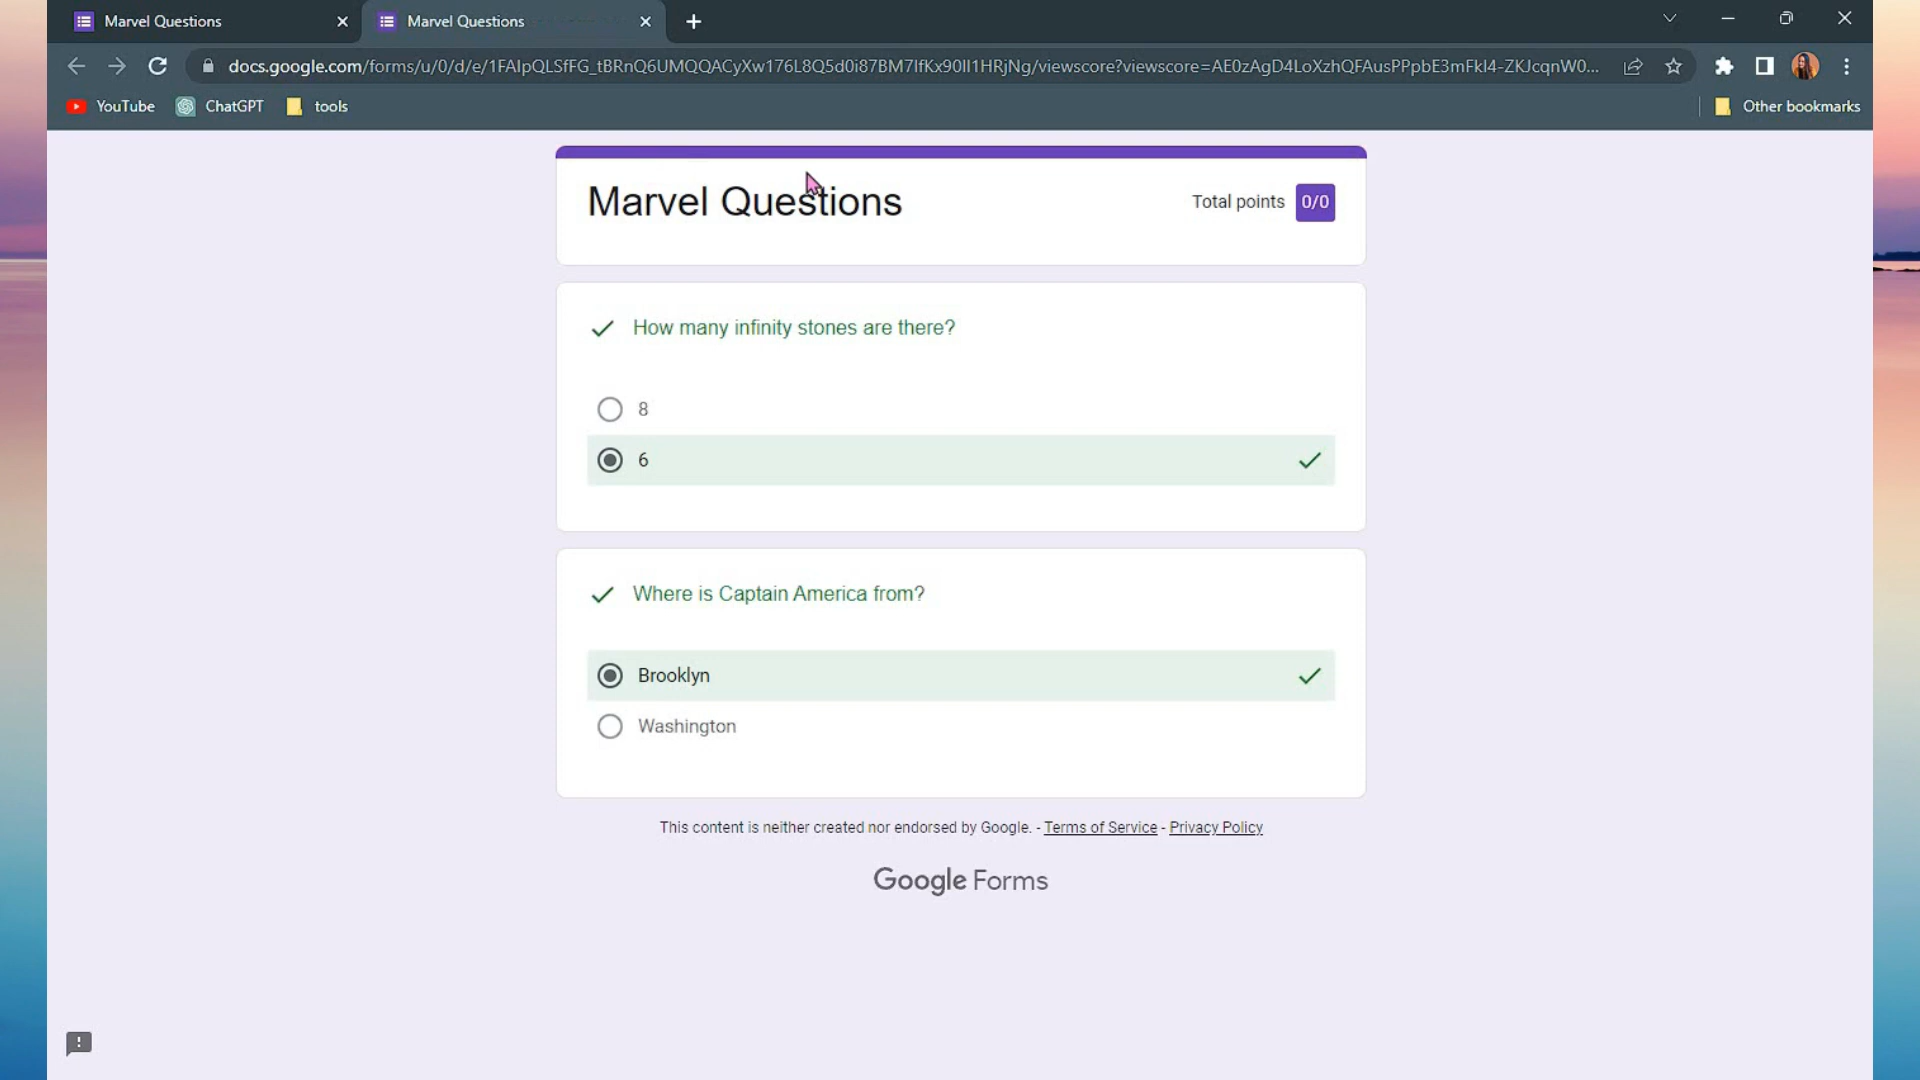 Marvel Questions
Marvel Questions
docs.google.com/forms/u/0/d/e/1FAIpQLSfFG_tBRnQ6UMQQACyXw176L8Q5d0i87BM7IfKx90II1HRjNg/viewscore?viewscore=AE0zAgD4LoXzhQFAusPPpbE3mFkI4-ZKJcqnW0...
YouTube
ChatGPT
tools
Other bookmarks
Marvel Questions
Total points 0/0
How many infinity stones are there?
8
6
Where is Captain America from?
Brooklyn
Washington
This content is neither created nor endorsed by Google. - Terms of Service - Privacy Policy
Google Forms